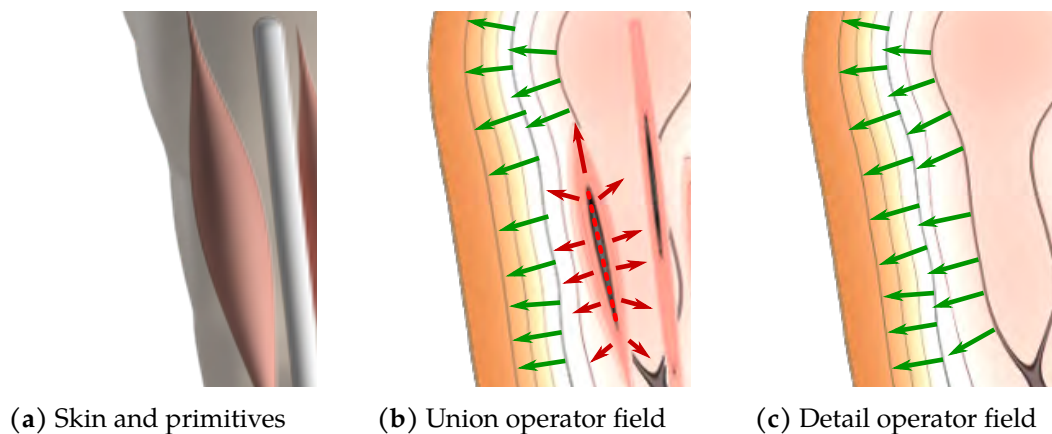 (a) Skin and primitives
(b) Union operator field
(c) Detail operator field